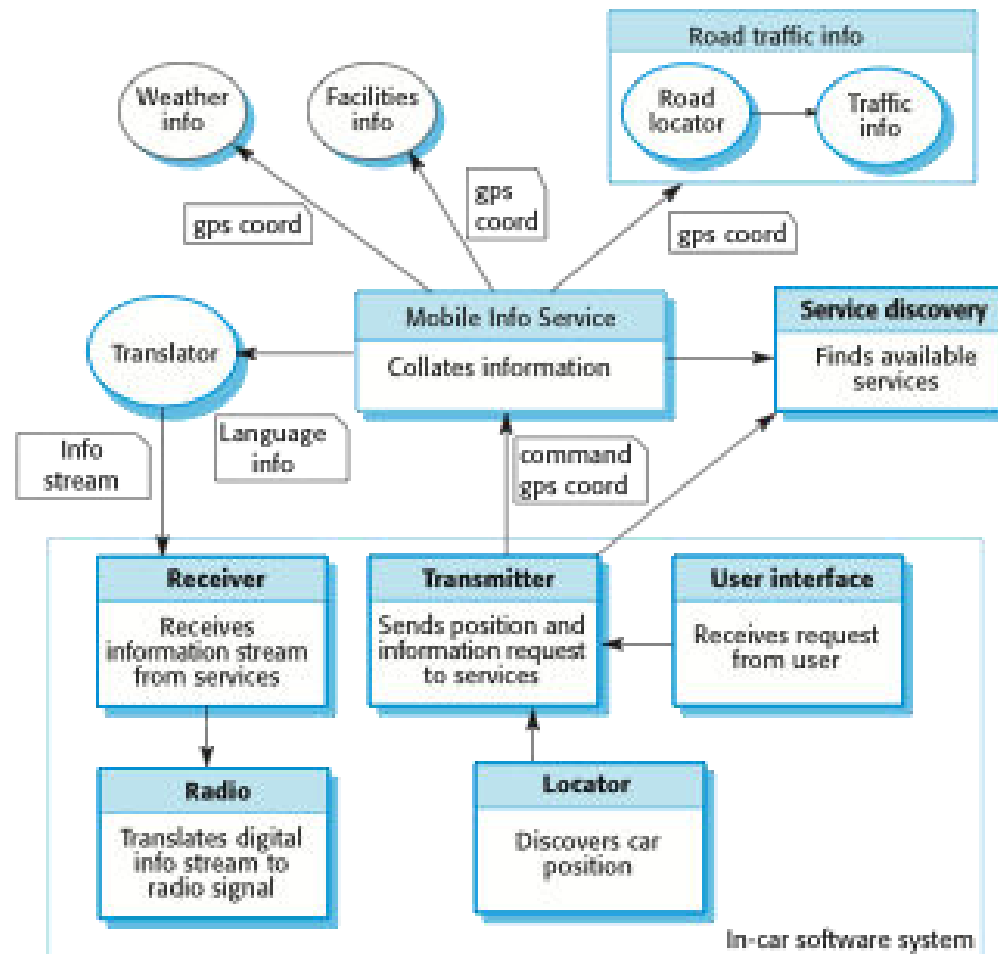 Road traffic info
Weather
info
Facilities
info
Road
locator
Traffic
info
gps coord
gps
coord
gps coord
Mobile Info Service
Collates information
Service discovery
Finds available
services
Translator
Info
stream
Language
info
command
gps coord
Receiver
Receives
information stream
from services
Transmitter
Sends position and
information request
to services
User interface
Receives request
from user
Radio
Translates digital
info stream to
radio signal
Locator
Discovers car
position
In-car software system